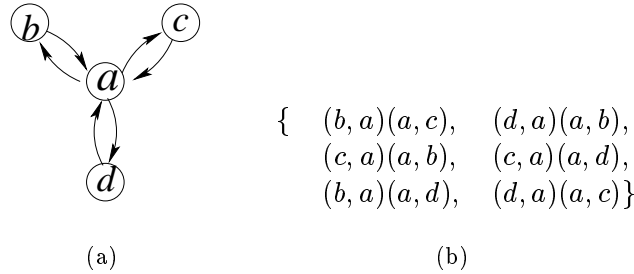 b c
a
d
{ (b, a)(a, c), (d, a)(a, b),
(c, a)(a, b), (c, a)(a, d),
(b, a)(a, d), (d, a)(a, c)}
(a) (b)